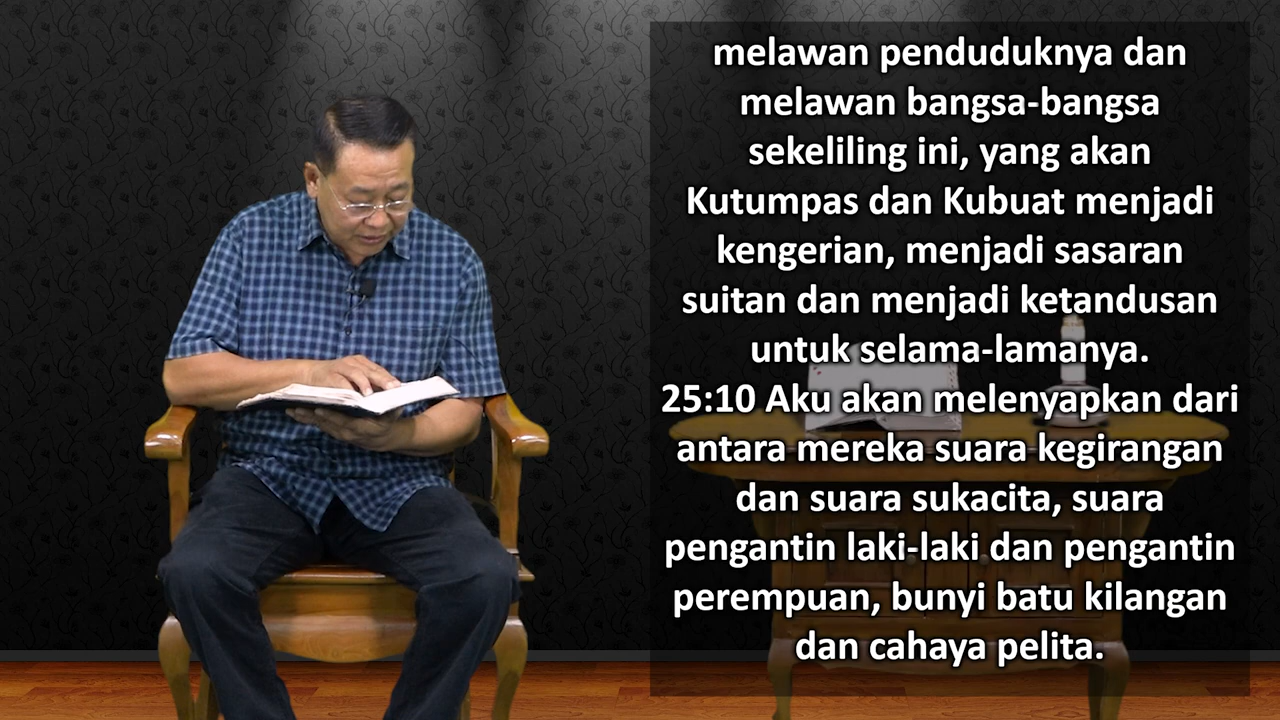 melawan penduduknya dan
melawan bangsa-bangsa
sekeliling ini, yang akan
Kutumpas dan Kubuat menjadi
kengerian, menjadi sasaran
suitan dan menjadi ketandusan
untuk selama-lamanya.
25:10 Aku akan melenyapkan dari
antara mereka suara kegirangan
dan suara sukacita, suara
pengantin laki-laki dan pengantin
perempuan, bunyi batu kilangan
dan cahaya pelita.